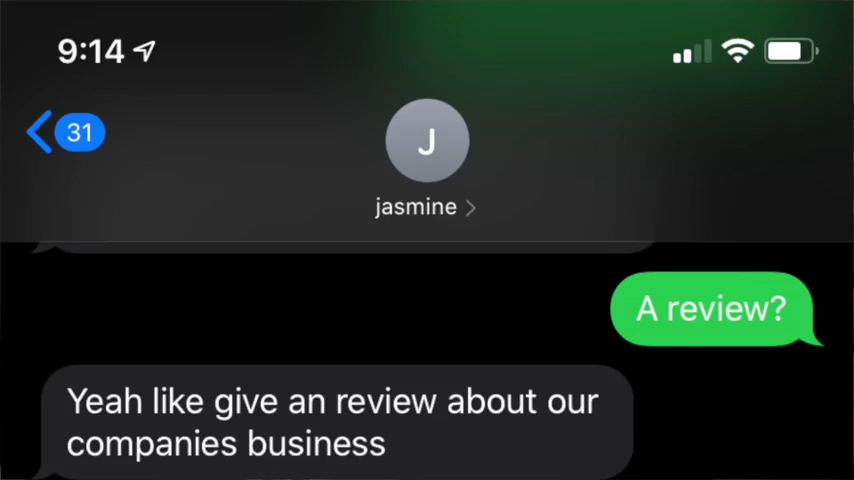 9:14
31
J
jasmine
A review?
Yeah like give an review about our
companies business